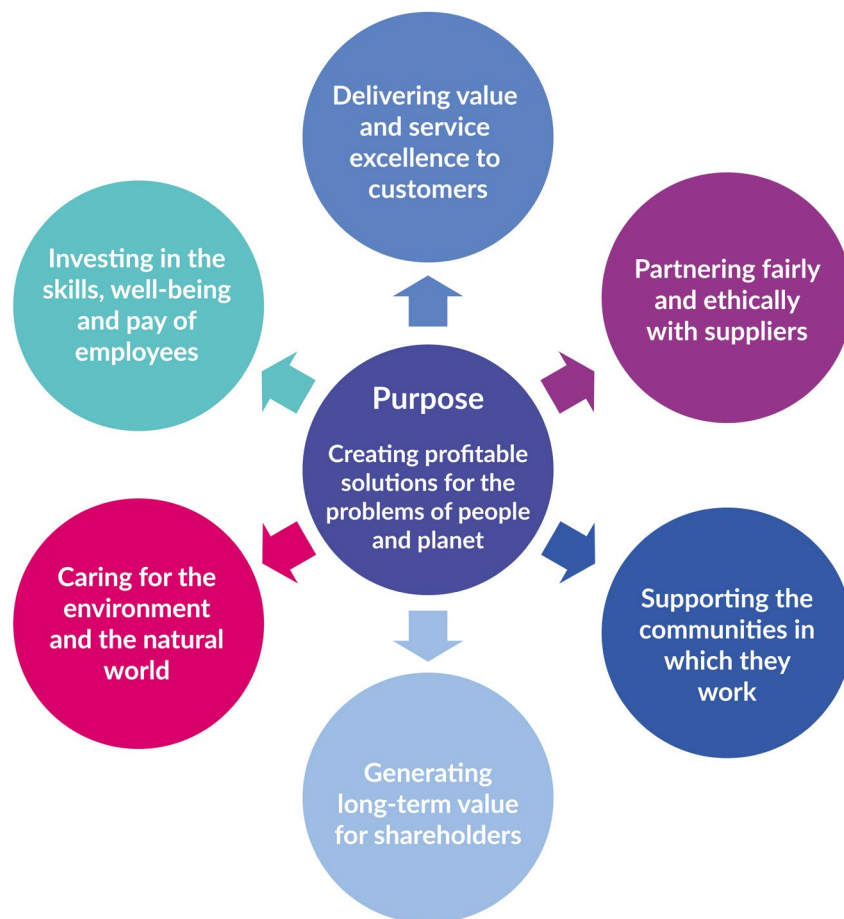 Delivering value
and service
excellence to
customers
Investing in the
skills, well-being
and pay of
employees
Partnering fairly
and ethically
with suppliers
Purpose
Creating profitable
solutions for the
problems of people
and planet
Caring for the
environment
and the natural
world
Supporting the
communities in
which they
work
Generating
long-term value
for shareholders